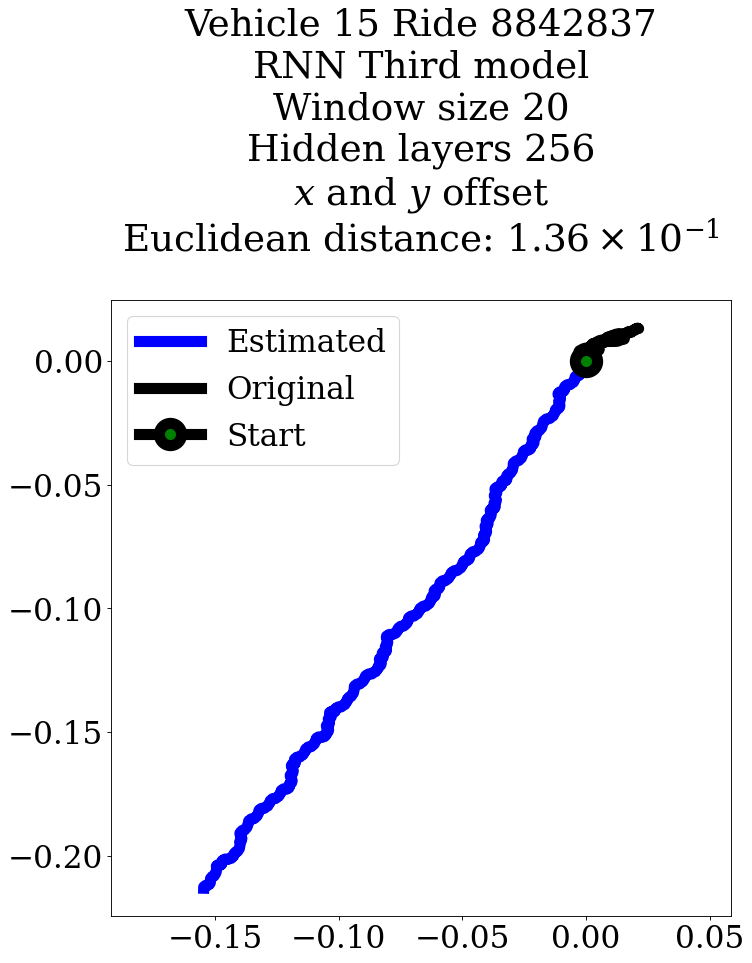 Vehicle 15 Ride 8842837
RNN Third model
Window size 20
Hidden layers 256
x and y offset
Euclidean distance: 1.36 × 10⁻¹
Estimated
Original
Start
0.00
−0.05
−0.10
−0.15
−0.20
−0.15 −0.10 −0.05 0.00 0.05